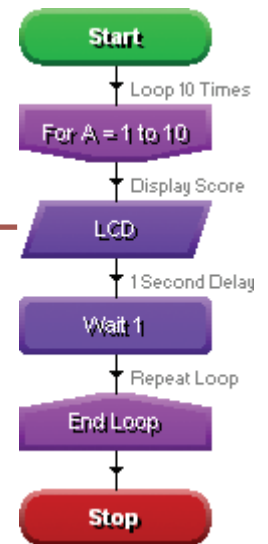 Start
Loop 10 Times
For A = 1 to 10
Display Score
LCD
1 Second Delay
Wait 1
Repeat Loop
End Loop
Stop